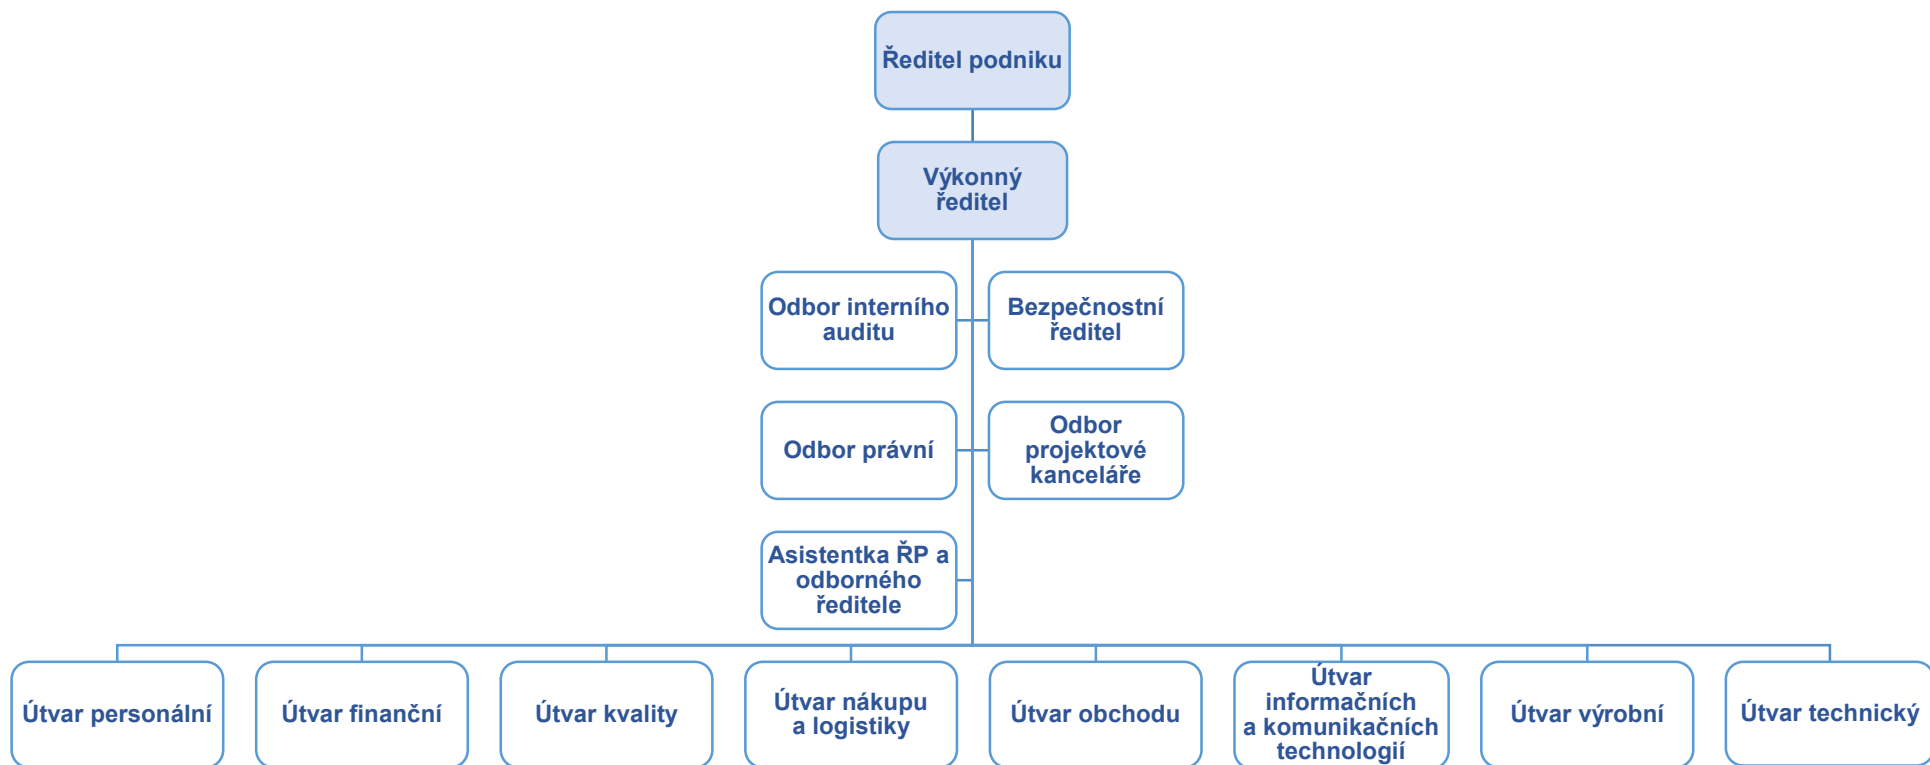 Ředitel podniku
Výkonný
ředitel
Odbor interního
auditu
Bezpečnostní
ředitel
Odbor právní
Odbor
projektové
kanceláře
Asistentka ŘP a
odborného
ředitele
Útvar personální
Útvar finanční
Útvar kvality
Útvar nákupu
a logistiky
Útvar obchodu
Útvar
informačních
a komunikačních
technologií
Útvar výrobní
Útvar technický